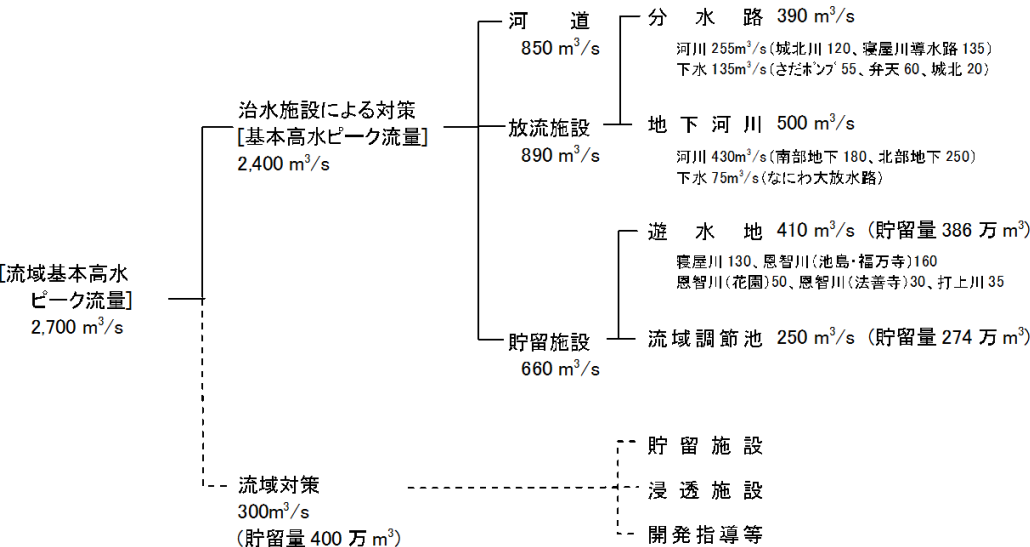 [流域基本高水
ピーク流量]
2,700 m³/s
治水施設による対策
[基本高水ピーク流量]
2,400 m³/s
河道
850 m³/s
放流施設
890 m³/s
分水路 390 m³/s
河川 255m³/s(城北川 120、寝屋川導水路 135)
下水 135m³/s(さだポンプ 55、弁天 60、城北 20)
地下河川 500 m³/s
河川 430m³/s(南部地下 180、北部地下 250)
下水 75m³/s(なにわ大放水路)
貯留施設
660 m³/s
遊水地 410 m³/s (貯留量 386 万 m³)
寝屋川 130、恩智川(池島・福万寺)160
恩智川(花園)50、恩智川(法善寺)30、打上川 35
流域調節池 250 m³/s (貯留量 274 万 m³)
流域対策
300m³/s
(貯留量 400 万 m³)
貯留施設
浸透施設
開発指導等